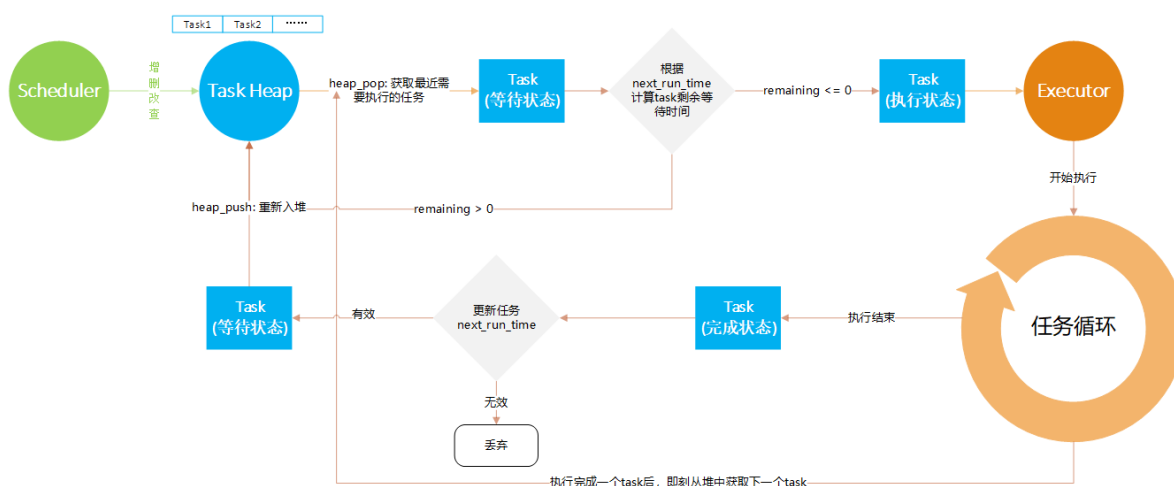 Task1
Task2
……
Scheduler
增
删
改
查
Task Heap
heap_pop: 获取最近需
要执行的任务
Task
(等待状态)
根据
next_run_time
计算task剩余等
待时间
remaining <= 0
Task
(执行状态)
Executor
开始执行
heap_push: 重新入堆
remaining > 0
Task
(等待状态)
有效
更新任务
next_run_time
Task
(完成状态)
执行结束
任务循环
无效
丢弃
执行完成一个task后，即刻从堆中获取下一个task